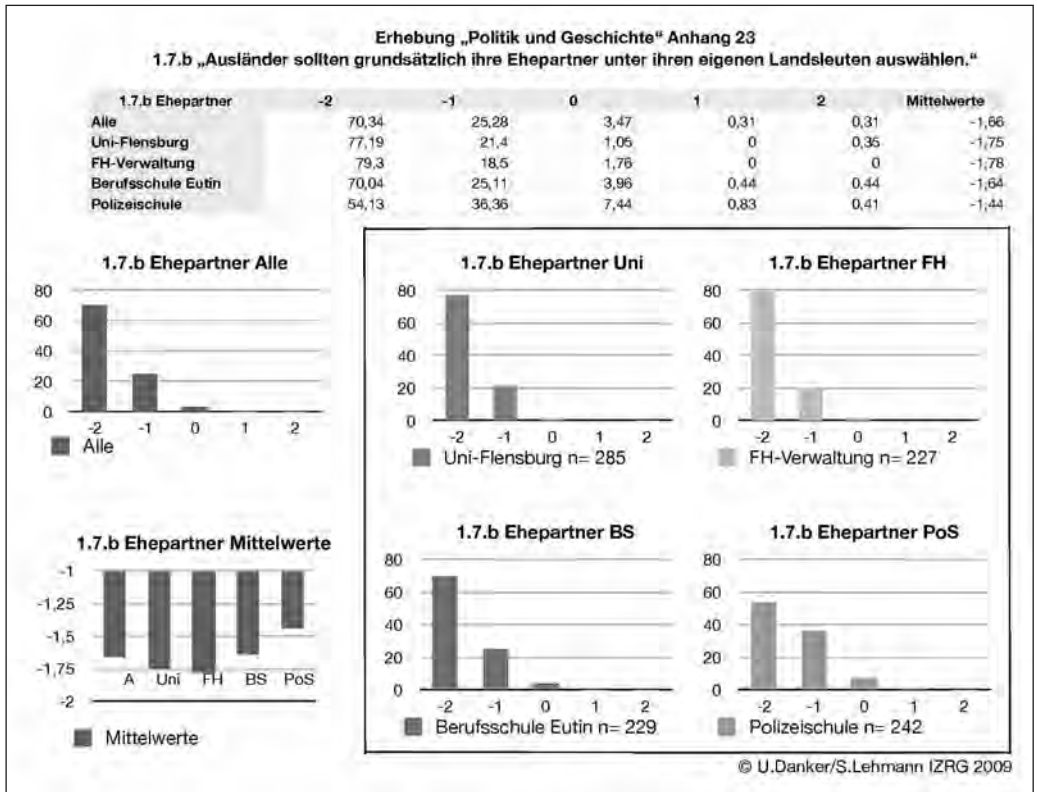 Erhebung „Politik und Geschichte“ Anhang 23
1.7.b „Ausländer sollten grundsätzlich ihre Ehepartner unter ihren eigenen Landsleuten auswählen.“
1.7.b Ehepartner -2 -1 0 1 2 Mittelwerte
Alle 70,34 25,28 3,47 0,31 0,31 -1,66
Uni-Flensburg 77,19 21,4 1,05 0 0,35 -1,75
FH-Verwaltung 79,3 18,5 1,76 0 0 -1,78
Berufsschule Eutin 70,04 25,11 3,96 0,44 0,44 -1,64
Polizeischule 54,13 36,36 7,44 0,83 0,41 -1,44
1.7.b Ehepartner Alle
80
60
40
20
0
-2 -1 0 1 2
Alle
1.7.b Ehepartner Uni
80
60
40
20
0
-2 -1 0 1 2
Uni-Flensburg n= 285
1.7.b Ehepartner FH
80
60
40
20
0
-2 -1 0 1 2
FH-Verwaltung n= 227
1.7.b Ehepartner Mittelwerte
-1
-1,25
-1,5
-1,75
A Uni FH BS PoS
-2
Mittelwerte
1.7.b Ehepartner BS
80
60
40
20
0
-2 -1 0 1 2
Berufsschule Eutin n= 229
1.7.b Ehepartner PoS
80
60
40
20
0
-2 -1 0 1 2
Polizeischule n= 242
© U.Danker/S.Lehmann IZRG 2009